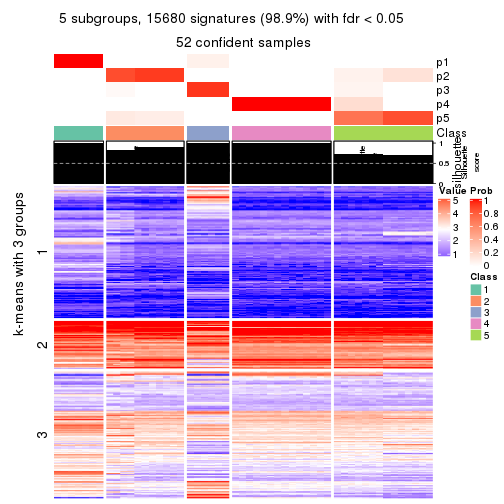 5 subgroups, 15680 signatures (98.9%) with fdr < 0.05
52 confident samples
p1
p2
p3
p4
p5
Class
1
0.5
0
silhouette
Silhouette
score
k-means with 3 groups
1
2
3
Value
5
4
3
2
1
Prob
1
0.8
0.6
0.4
0.2
0
Class
1
2
3
4
5